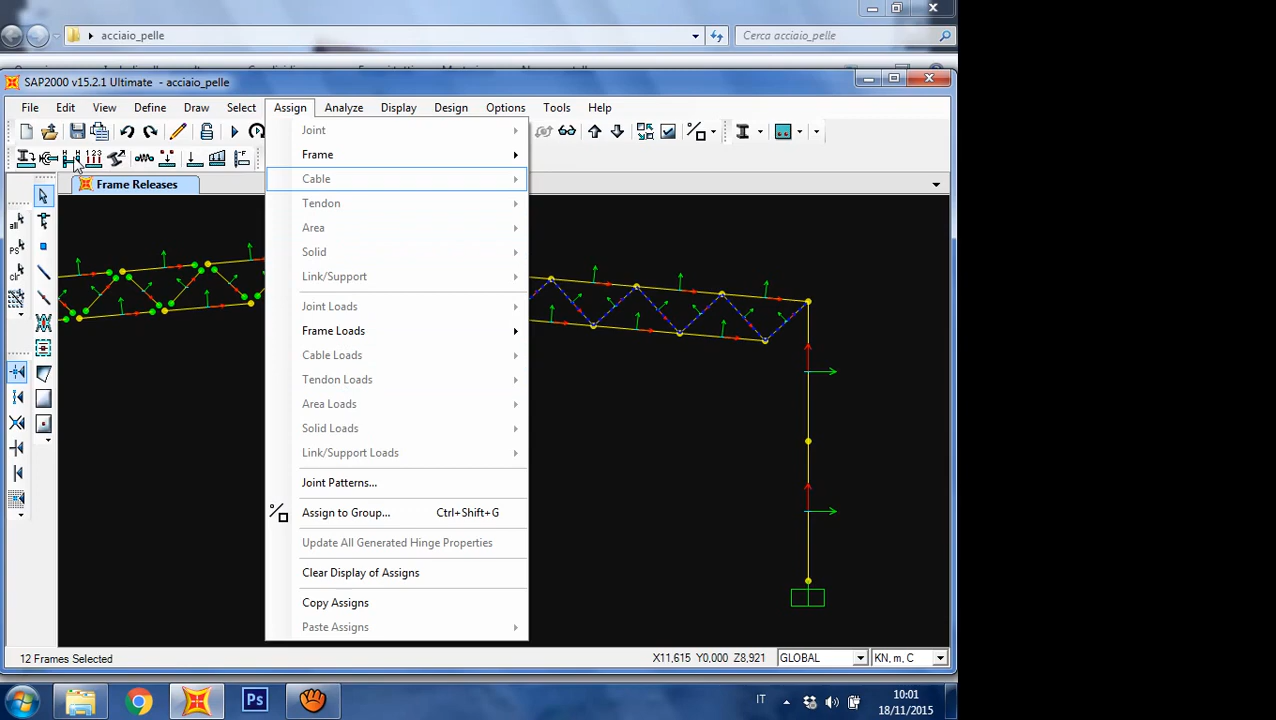 acciaio_pelle
Cerca acciaio_pelle
SAP2000 v15.2.1 Ultimate - acciaio_pelle
File Edit View Define Draw Select Assign Analyze Display Design Options Tools Help
Frame Releases
Joint
Frame
Cable
Tendon
Area
Solid
Link/Support
Joint Loads
Frame Loads
Cable Loads
Tendon Loads
Area Loads
Solid Loads
Link/Support Loads
Joint Patterns...
Assign to Group... Ctrl+Shift+G
Update All Generated Hinge Properties
Clear Display of Assigns
Copy Assigns
Paste Assigns
all
PS
clr
12 Frames Selected
X11,615 Y0,000 Z8,921
GLOBAL
KN, m, C
Ps
IT
10:01
18/11/2015